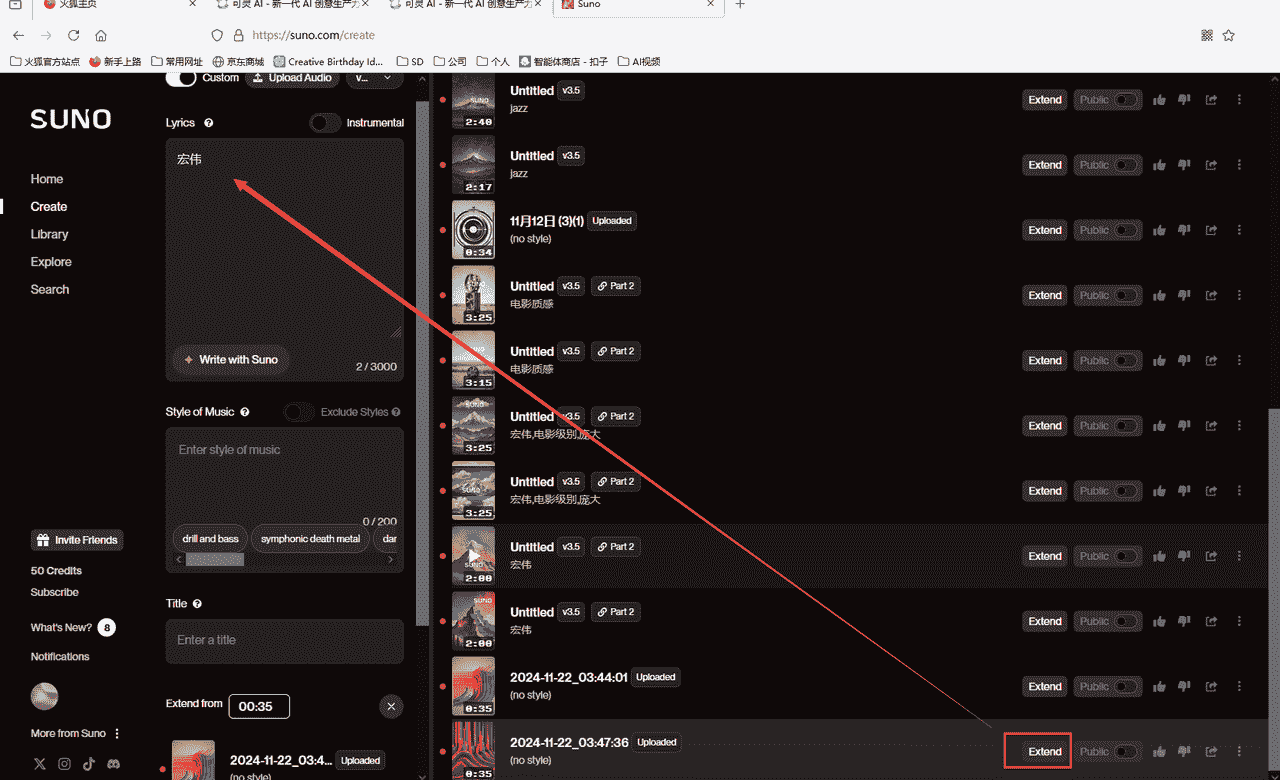 火狐主页
可灵 AI - 新一代 AI 创意生产力
可灵 AI - 新一代 AI 创意生产力
Suno
https://suno.com/create
火狐官方站点 新手上路 常用网址 京东商城 Creative Birthday Id... SD 公司 个人 智能体商店 - 扣子 AI视频
SUNO
Home
Create
Library
Explore
Search
Invite Friends
50 Credits
Subscribe
What's New? 8
Notifications
More from Suno
Custom Upload Audio v...
Lyrics Instrumental
宏伟
Write with Suno 2 / 3000
Style of Music Exclude Styles
Enter style of music
0 / 200
drill and bass symphonic death metal dar
Title
Enter a title
Extend from 00:35
2024-11-22_03:4... Uploaded
(no style)
Untitled v3.5 Extend Public
SUNO
jazz
2:40
Untitled v3.5 Extend Public
jazz
2:17
11月12日 (3)(1) Uploaded Extend Public
(no style)
0:34
Untitled v3.5 Part 2 Extend Public
SUNO
电影质感
3:25
Untitled v3.5 Part 2 Extend Public
SUNO
电影质感
3:15
Untitled v3.5 Part 2 Extend Public
宏伟,电影级别,庞大
3:25
Untitled v3.5 Part 2 Extend Public
SUNO
宏伟,电影级别,庞大
3:25
Untitled v3.5 Part 2 Extend Public
SUNO
宏伟
2:00
Untitled v3.5 Part 2 Extend Public
SUNO
宏伟
2:00
2024-11-22_03:44:01 Uploaded Extend Public
(no style)
0:35
2024-11-22_03:47:36 Uploaded Extend Public
(no style)
0:35